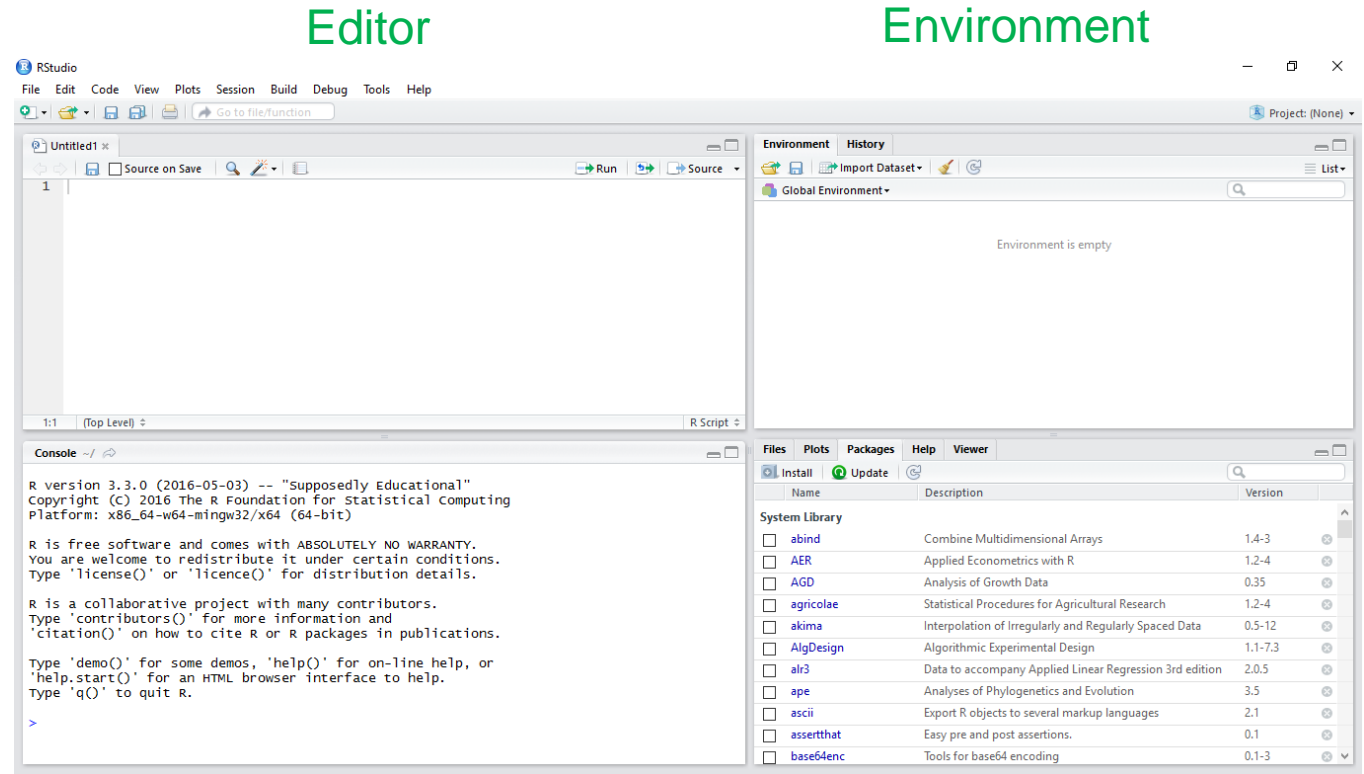 Editor
Environment
RStudio
File Edit Code View Plots Session Build Debug Tools Help
Go to file/function
Project: (None)
Untitled1
Source on Save
Run
Source
1
1:1 (Top Level)
R Script
Console ~/
R version 3.3.0 (2016-05-03) -- "Supposedly Educational"
Copyright (C) 2016 The R Foundation for Statistical Computing
Platform: x86_64-w64-mingw32/x64 (64-bit)
R is free software and comes with ABSOLUTELY NO WARRANTY.
You are welcome to redistribute it under certain conditions.
Type 'license()' or 'licence()' for distribution details.
R is a collaborative project with many contributors.
Type 'contributors()' for more information and
'citation()' on how to cite R or R packages in publications.
Type 'demo()' for some demos, 'help()' for on-line help, or
'help.start()' for an HTML browser interface to help.
Type 'q()' to quit R.
>
Environment History
Import Dataset
List
Global Environment
Environment is empty
Files Plots Packages Help Viewer
Install Update
Name Description Version
System Library
abind Combine Multidimensional Arrays 1.4-3
AER Applied Econometrics with R 1.2-4
AGD Analysis of Growth Data 0.35
agricolae Statistical Procedures for Agricultural Research 1.2-4
akima Interpolation of Irregularly and Regularly Spaced Data 0.5-12
AlgDesign Algorithmic Experimental Design 1.1-7.3
alr3 Data to accompany Applied Linear Regression 3rd edition 2.0.5
ape Analyses of Phylogenetics and Evolution 3.5
ascii Export R objects to several markup languages 2.1
assertthat Easy pre and post assertions. 0.1
base64enc Tools for base64 encoding 0.1-3